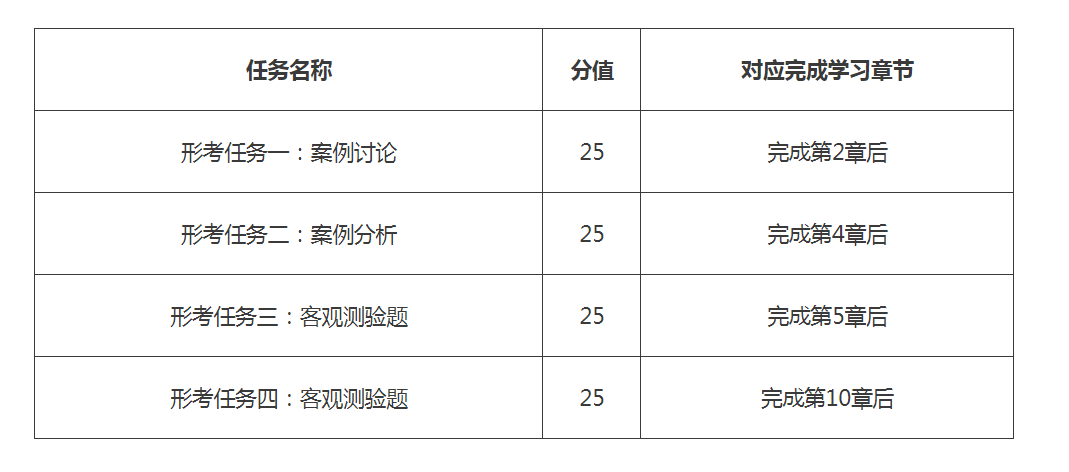 任务名称 分值 对应完成学习章节
形考任务一：案例讨论 25 完成第2章后
形考任务二：案例分析 25 完成第4章后
形考任务三：客观测验题 25 完成第5章后
形考任务四：客观测验题 25 完成第10章后